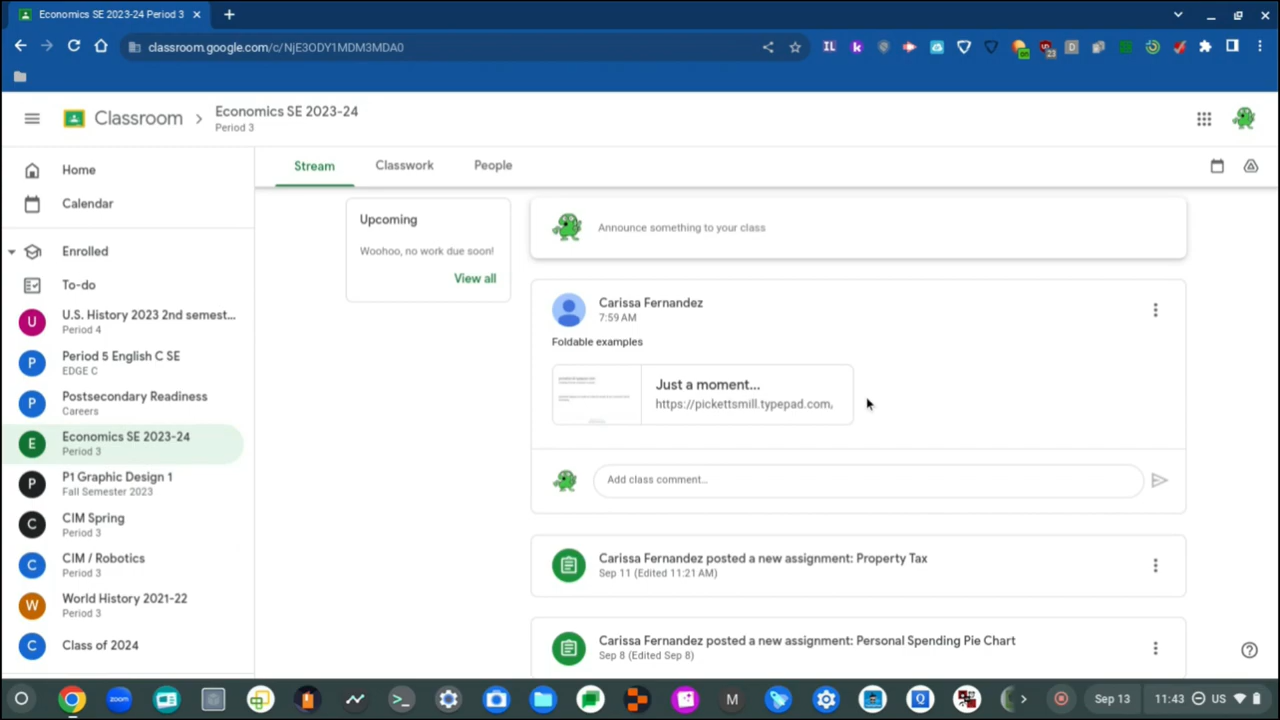 Economics SE 2023-24 Period 3
classroom.google.com/c/NjE3ODY1MDM3MDA0
IL
k
23
D
Classroom
Economics SE 2023-24
Period 3
Stream
Classwork
People
Home
Calendar
Enrolled
To-do
U
U.S. History 2023 2nd semest...
Period 4
P
Period 5 English C SE
EDGE C
P
Postsecondary Readiness
Careers
E
Economics SE 2023-24
Period 3
P
P1 Graphic Design 1
Fall Semester 2023
C
CIM Spring
Period 3
C
CIM / Robotics
Period 3
W
World History 2021-22
Period 3
C
Class of 2024
Upcoming
Woohoo, no work due soon!
View all
Announce something to your class
Carissa Fernandez
7:59 AM
Foldable examples
Just a moment...
https://pickettsmill.typepad.com,
Add class comment...
Carissa Fernandez posted a new assignment: Property Tax
Sep 11 (Edited 11:21 AM)
Carissa Fernandez posted a new assignment: Personal Spending Pie Chart
Sep 8 (Edited Sep 8)
zoom
M
Q
Sep 13
11:43
US